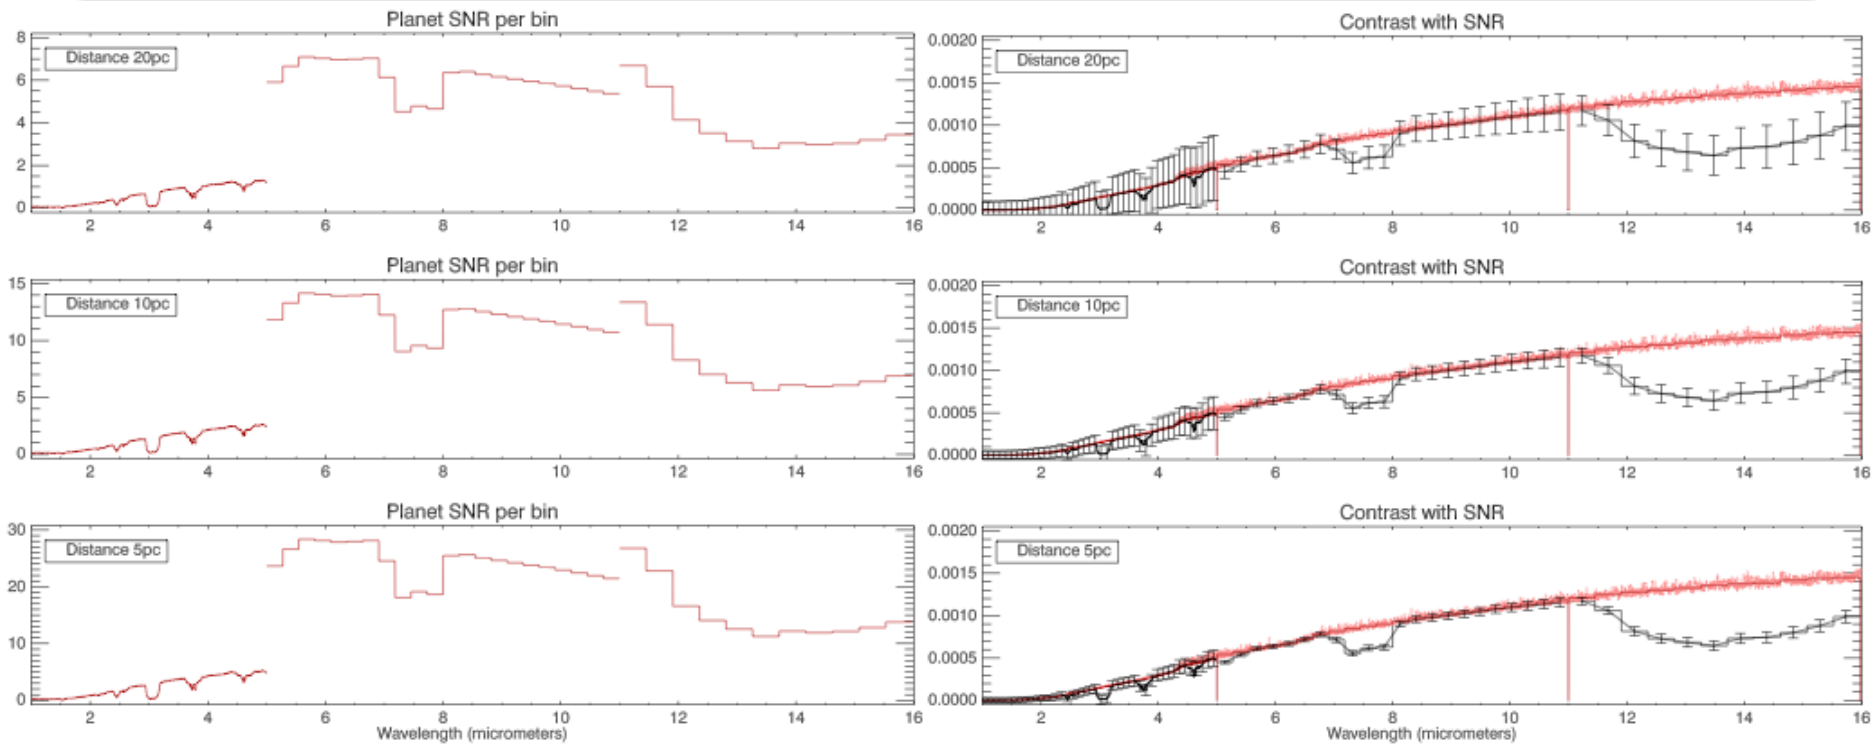 Planet SNR per bin
8
6
4
2
0
Distance 20pc
2 4 6 8 10 12 14 16
Contrast with SNR
0.0020
0.0015
0.0010
0.0005
0.0000
Distance 20pc
2 4 6 8 10 12 14 16
Planet SNR per bin
15
10
5
0
Distance 10pc
2 4 6 8 10 12 14 16
Contrast with SNR
0.0020
0.0015
0.0010
0.0005
0.0000
Distance 10pc
2 4 6 8 10 12 14 16
Planet SNR per bin
30
20
10
0
Distance 5pc
2 4 6 8 10 12 14 16
Wavelength (micrometers)
Contrast with SNR
0.0020
0.0015
0.0010
0.0005
0.0000
Distance 5pc
2 4 6 8 10 12 14 16
Wavelength (micrometers)